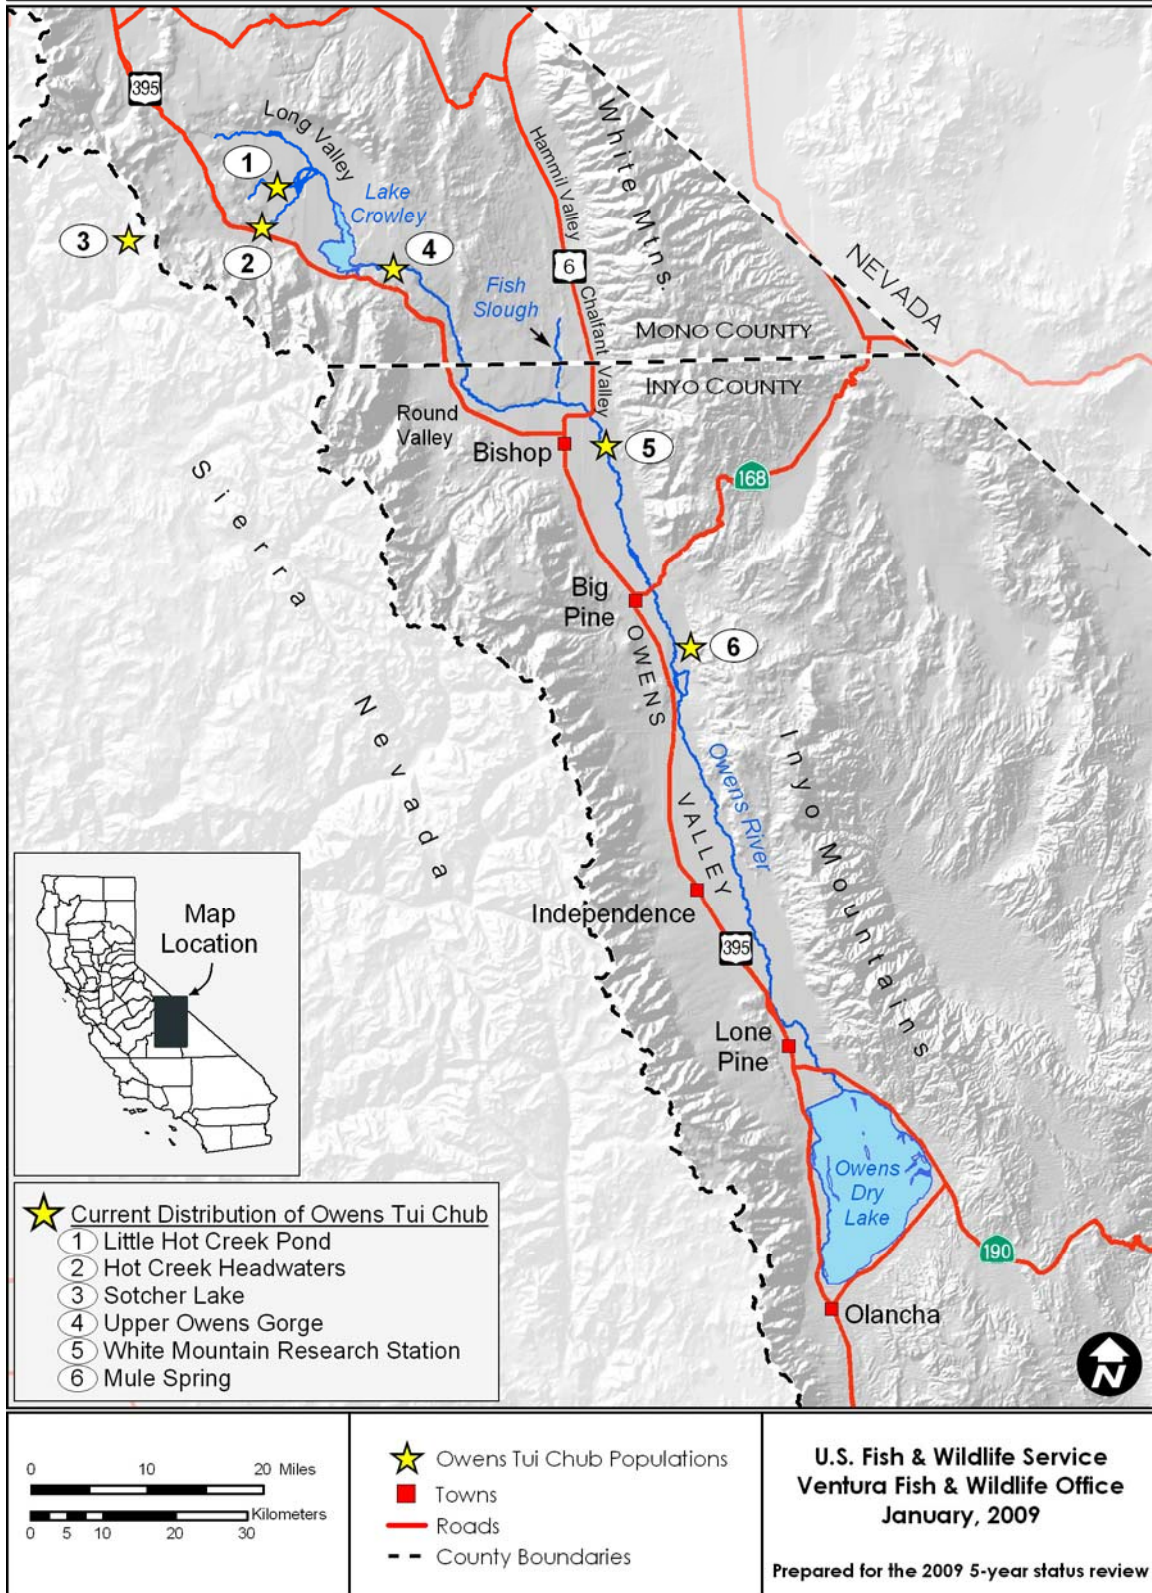 395
Long Valley
1
Lake
Crowley
2
3
4
Hammil Valley
White Mtns.
6
Fish
Slough
Chalfant Valley
NEVADA
MONO COUNTY
INYO COUNTY
Round
Valley
Bishop
5
168
Sierra Nevada
Big
Pine
6
OWENS VALLEY
Owens River
Inyo Mountains
Independence
395
Lone
Pine
Owens
Dry
Lake
190
Olancha
N
Map
Location
Current Distribution of Owens Tui Chub
1 Little Hot Creek Pond
2 Hot Creek Headwaters
3 Sotcher Lake
4 Upper Owens Gorge
5 White Mountain Research Station
6 Mule Spring
0 10 20 Miles
Kilometers
0 5 10 20 30
Owens Tui Chub Populations
Towns
Roads
County Boundaries
U.S. Fish & Wildlife Service
Ventura Fish & Wildlife Office
January, 2009
Prepared for the 2009 5-year status review